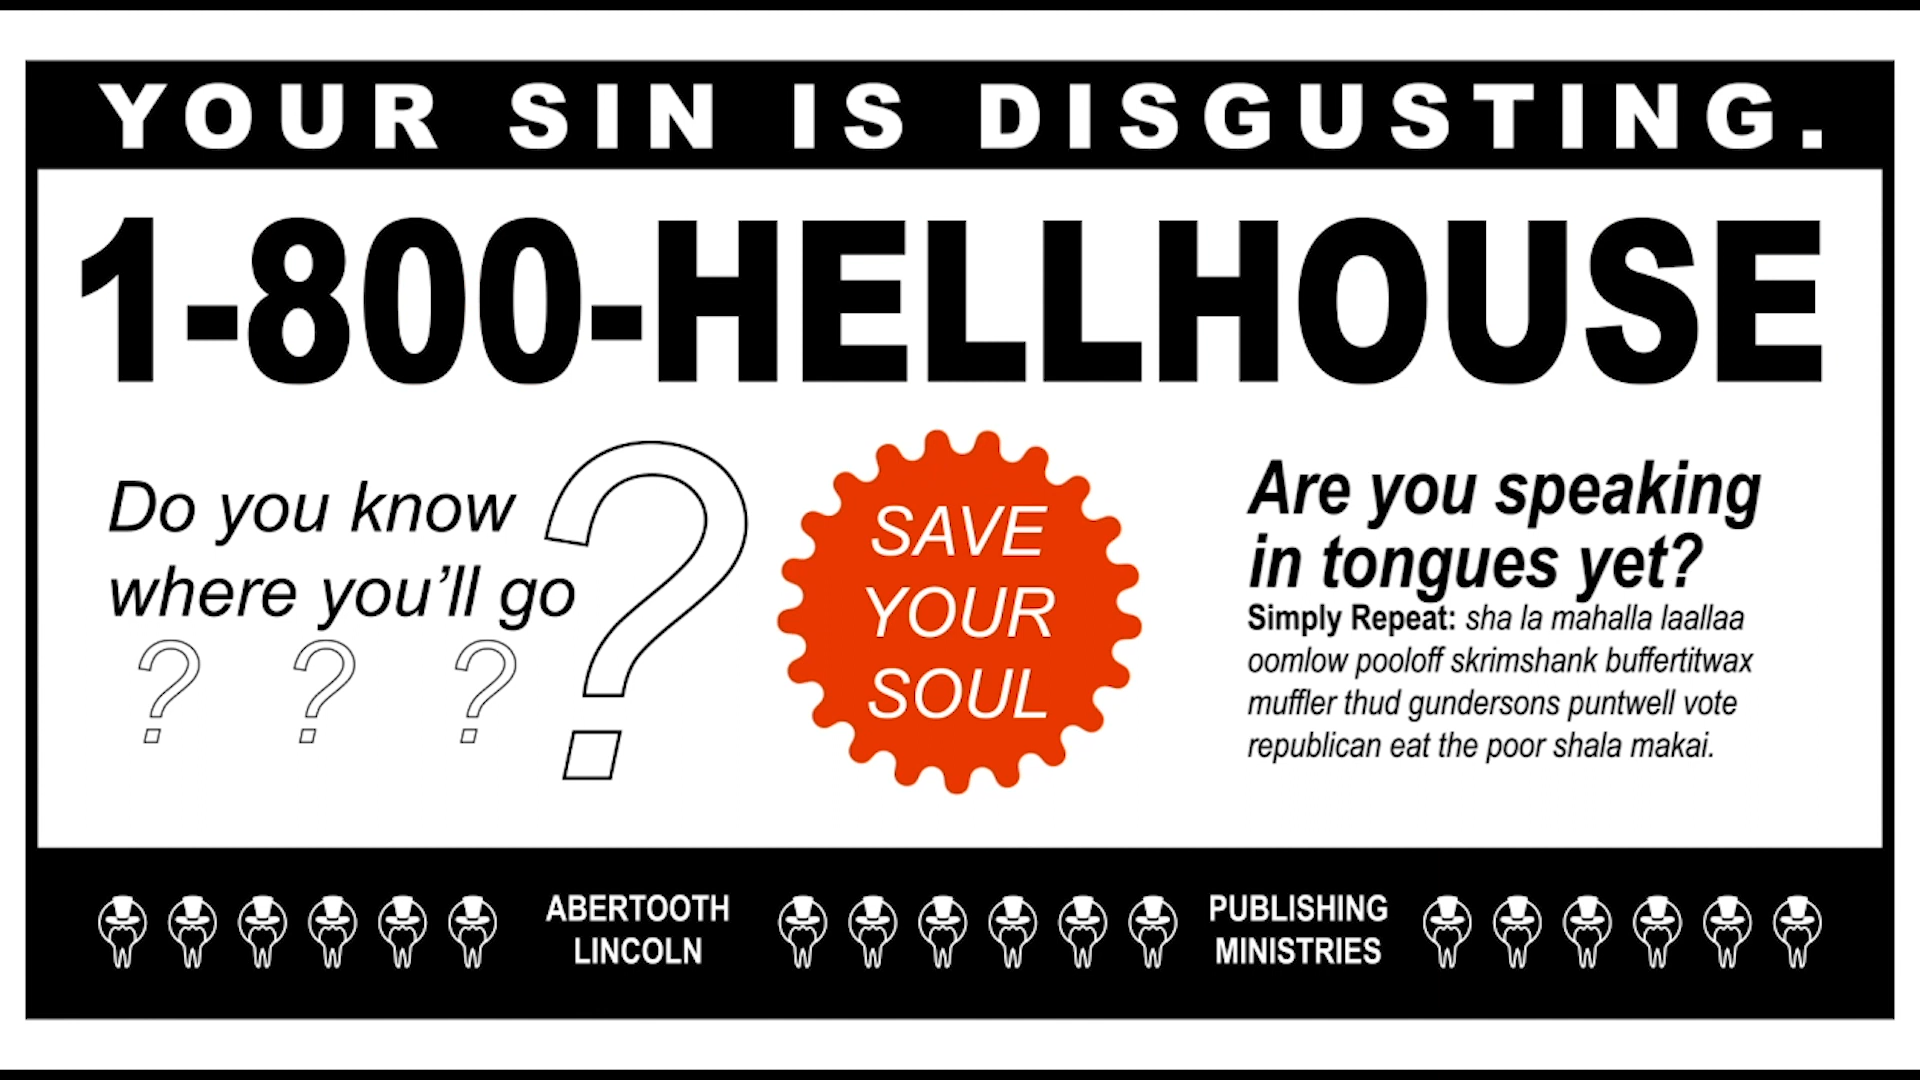 YOUR SIN IS DISGUSTING.
1-800-HELLHOUSE
Do you know
where you’ll go?
? ? ?
SAVE
YOUR
SOUL
Are you speaking
in tongues yet?
Simply Repeat: sha la mahalla laallaa
oomlow pooloff skrimshank buffertitwax
muffler thud gundersons puntwell vote
republican eat the poor shala makai.
ABERTOOTH
LINCOLN
PUBLISHING
MINISTRIES